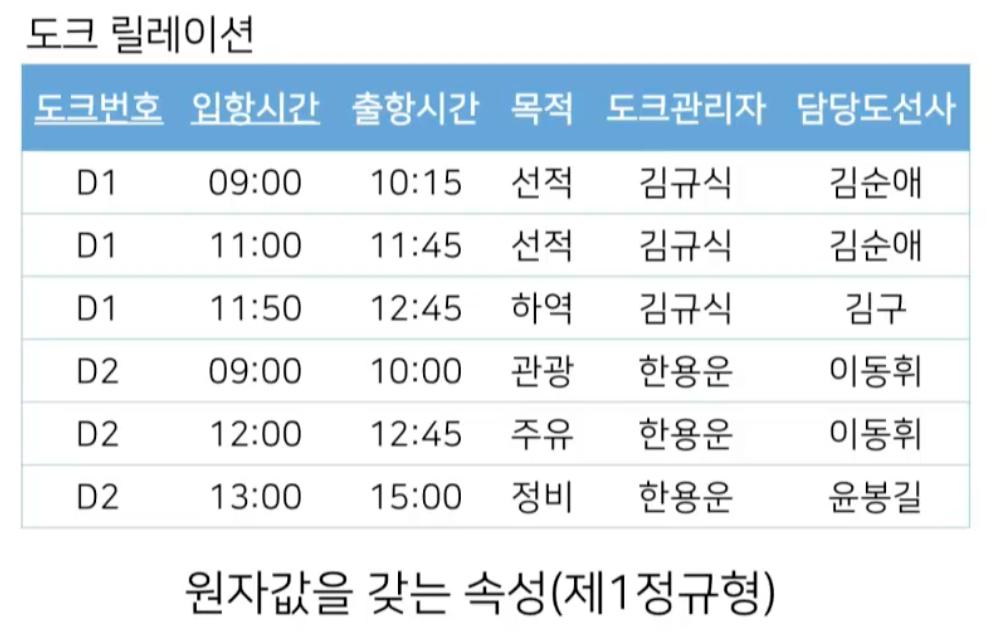 도크 릴레이션
도크번호 입항시간 출항시간 목적 도크관리자 담당도선사
D1 09:00 10:15 선적 김규식 김순애
D1 11:00 11:45 선적 김규식 김순애
D1 11:50 12:45 하역 김규식 김구
D2 09:00 10:00 관광 한용운 이동휘
D2 12:00 12:45 주유 한용운 이동휘
D2 13:00 15:00 정비 한용운 윤봉길
원자값을 갖는 속성(제1정규형)